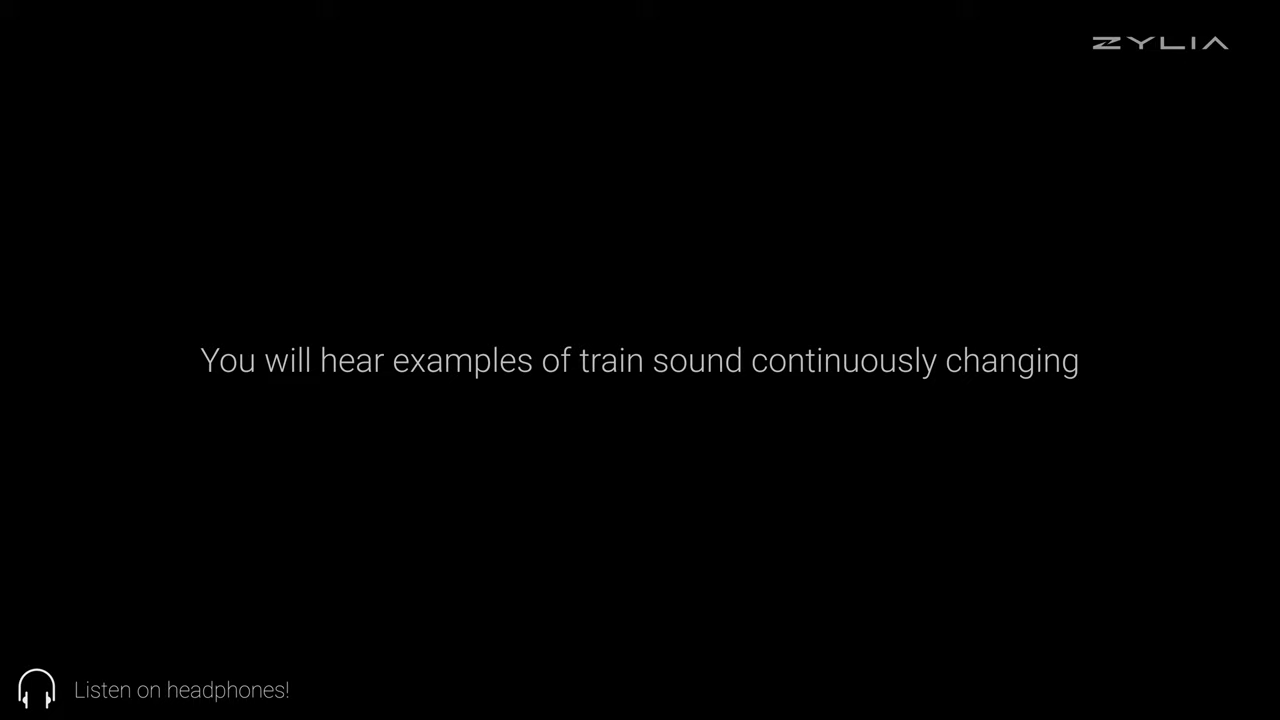 ZYLIA
You will hear examples of train sound continuously changing
Listen on headphones!